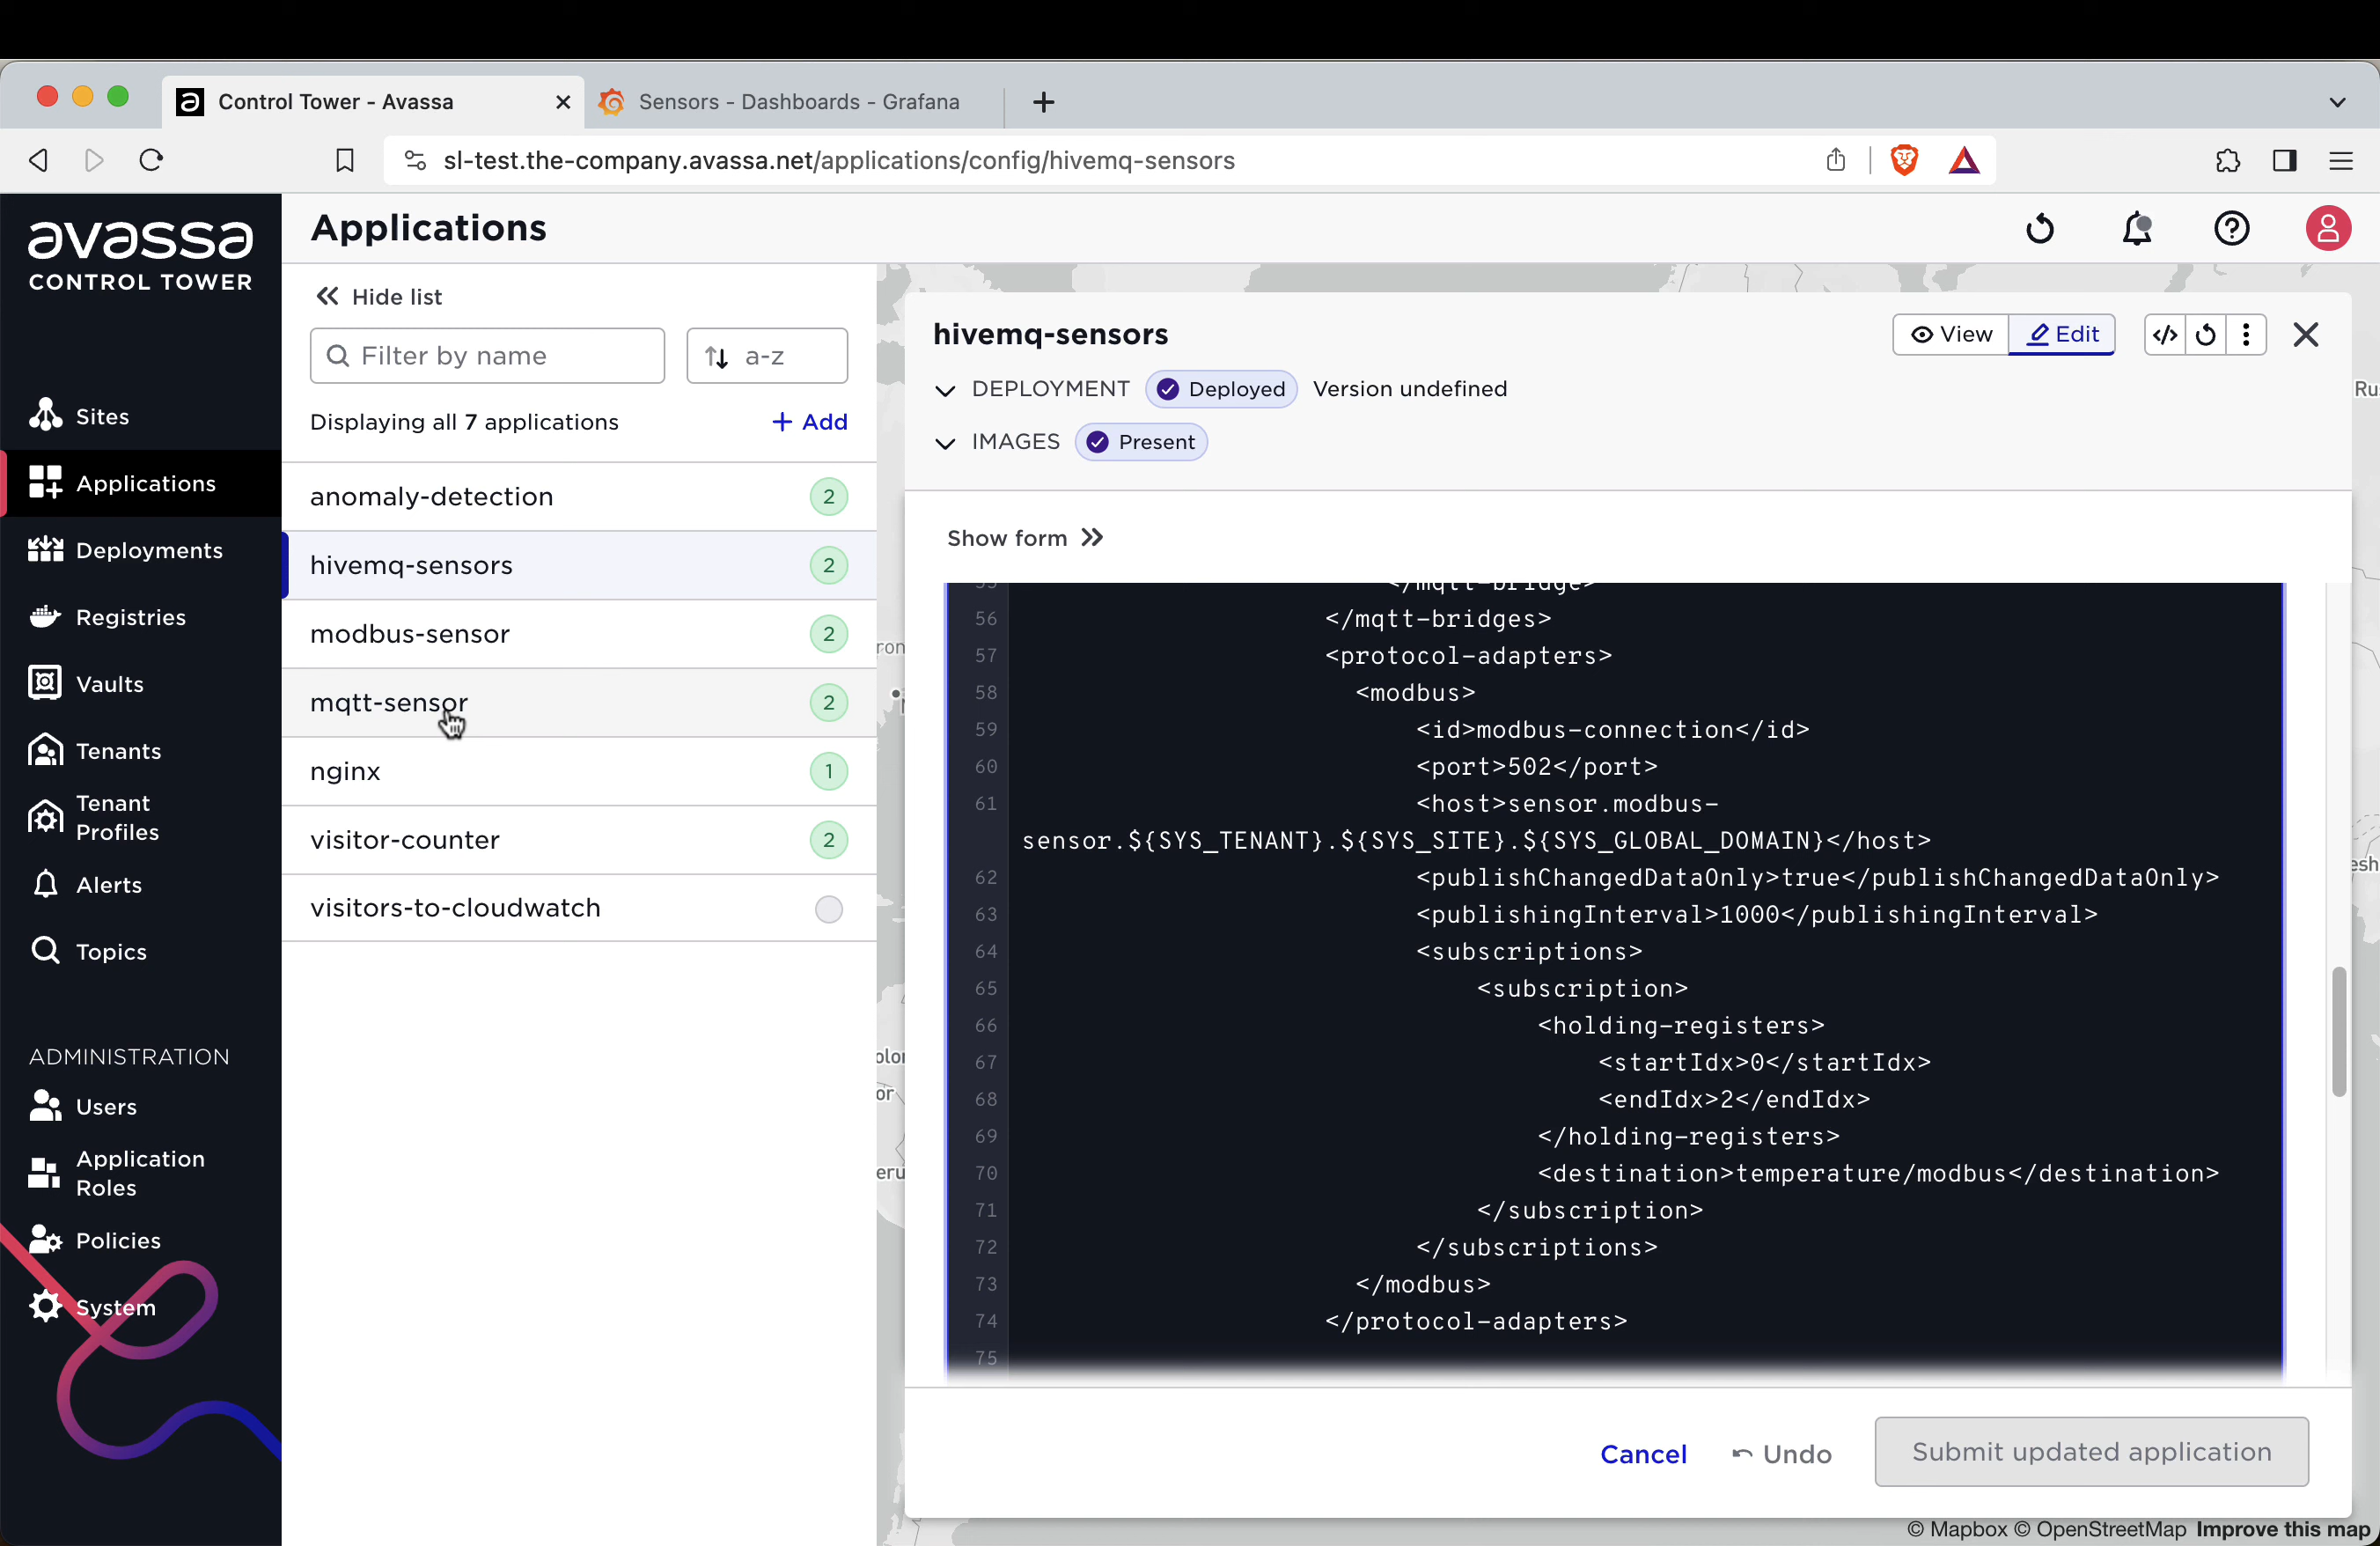 Control Tower - Avassa
Sensors - Dashboards - Grafana
sl-test.the-company.avassa.net/applications/config/hivemq-sensors
avassa
CONTROL TOWER
Sites
Applications
Deployments
Registries
Vaults
Tenants
Tenant
Profiles
Alerts
Topics
ADMINISTRATION
Users
Application
Roles
Policies
System
Applications
Hide list
Filter by name
a-z
Displaying all 7 applications
+ Add
anomaly-detection 2
hivemq-sensors 2
modbus-sensor 2
mqtt-sensor 2
nginx 1
visitor-counter 2
visitors-to-cloudwatch
hivemq-sensors
View
Edit
DEPLOYMENT Deployed Version undefined
IMAGES Present
Show form
55 </mqtt-bridge>
56 </mqtt-bridges>
57 <protocol-adapters>
58 <modbus>
59 <id>modbus-connection</id>
60 <port>502</port>
61 <host>sensor.modbus-
sensor.${SYS_TENANT}.${SYS_SITE}.${SYS_GLOBAL_DOMAIN}</host>
62 <publishChangedDataOnly>true</publishChangedDataOnly>
63 <publishingInterval>1000</publishingInterval>
64 <subscriptions>
65 <subscription>
66 <holding-registers>
67 <startIdx>0</startIdx>
68 <endIdx>2</endIdx>
69 </holding-registers>
70 <destination>temperature/modbus</destination>
71 </subscription>
72 </subscriptions>
73 </modbus>
74 </protocol-adapters>
75
Cancel
Undo
Submit updated application
© Mapbox © OpenStreetMap Improve this map